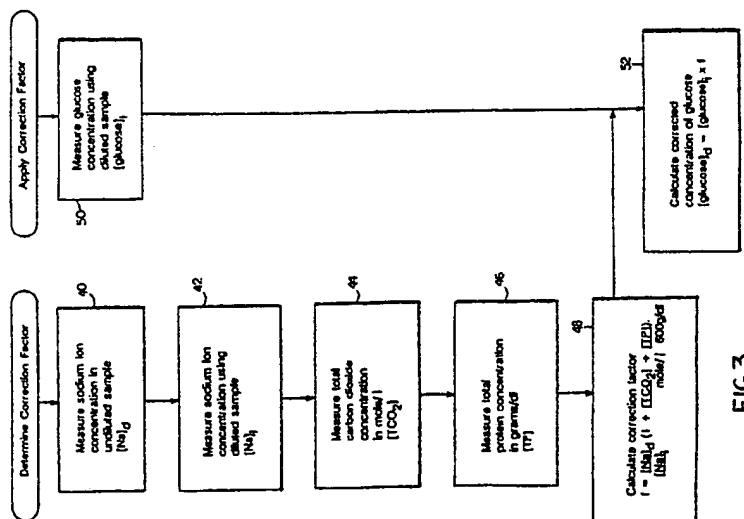 Determine Correction Factor
40
Measure sodium ion
concentration in
undiluted sample
[Na]d
42
Measure sodium ion
concentration using
diluted sample
[Na]i
44
Measure total
carbon dioxide
concentration
in mole/l
[TCO2]
46
Measure total
protein concentration
in grams/dl
[TP]
48
Calculate correction factor
f = [Na]d (1 + [TCO2] + [TP]).
[Na]i mole/l 600g/dl
Apply Correction Factor
50
Measure glucose
concentration using
diluted sample
[glucose]i
52
Calculate corrected
concentration of glucose
[glucose]d = [glucose]i x f
FIG 3